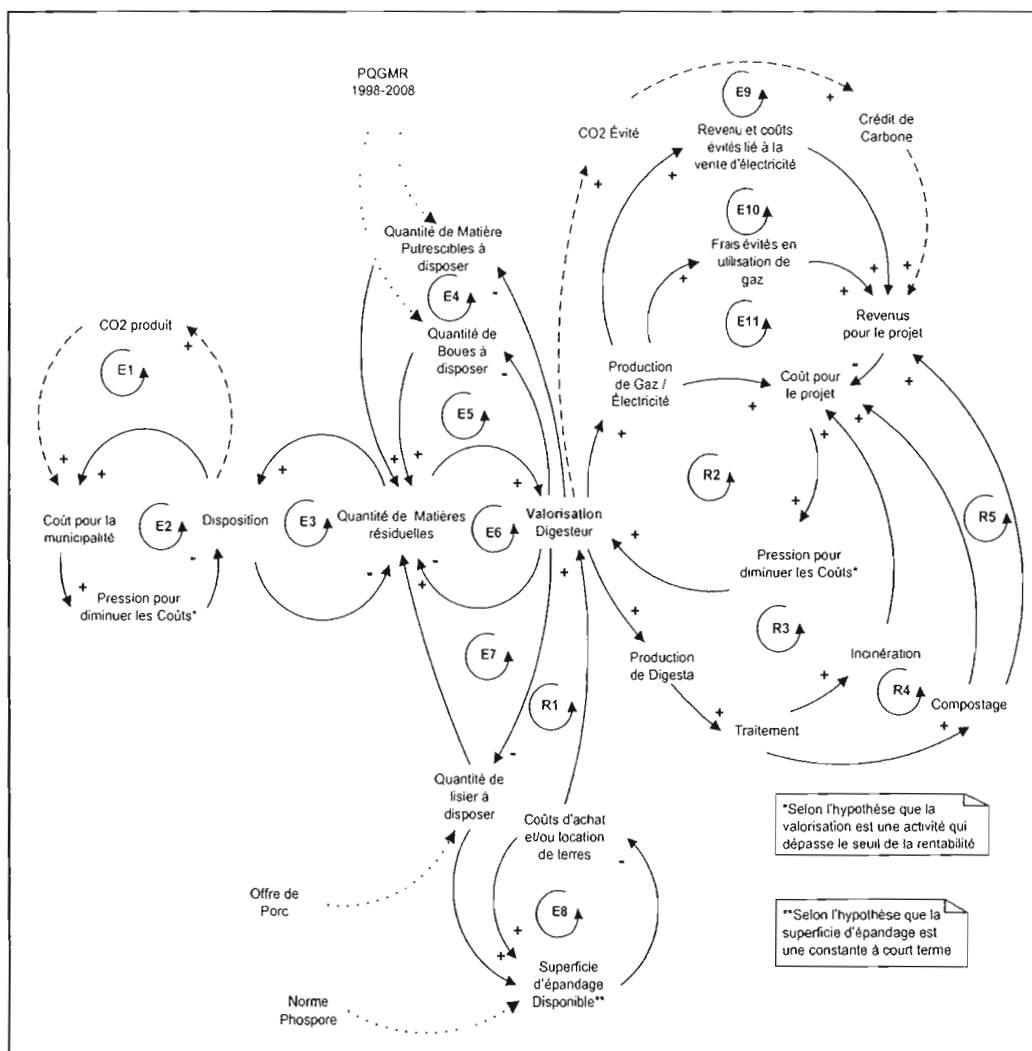 PQGMR
1998-2008
E9
CO2 Évité
Revenu et coûts
évités lié à la
vente d'électricité
Crédit de
Carbone
+
+
+
+
E10
Quantité de Matière
Putrescibles à
disposer
Frais évités en
utilisation de
gaz
-
+
+
+
+
E4
CO2 produit
+
E1
Quantité de
Boues à
disposer
-
E11
Revenus
pour le projet
Production
de Gaz /
Électricité
-
Coût pour
le projet
+
E5
+
+
+
+
+
+
+
+
+
R2
+
+
Coût pour la
municipalité
E2
Disposition
E3
Quantité de Matières
résiduelles
E6
Valorisation
Digesteur
+
R5
-
-
-
+
+
+
+
Pression pour
diminuer les Coûts*
Pression pour
diminuer les Coûts*
+
R3
E7
Production
de Digesta
+
Incinération
R4
R1
+
Traitement
+
Compostage
-
Quantité de
lisier à
disposer
Coûts d'achat
et/ou location
de terres
-
*Selon l'hypothèse que la
valorisation est une activité qui
dépasse le seuil de la rentabilité
Offre de
Porc
E8
+
+
**Selon l'hypothèse que la
superficie d'épandage est
une constante à court terme
Superficie
d'épandage
Disponible**
Norme
Phospore